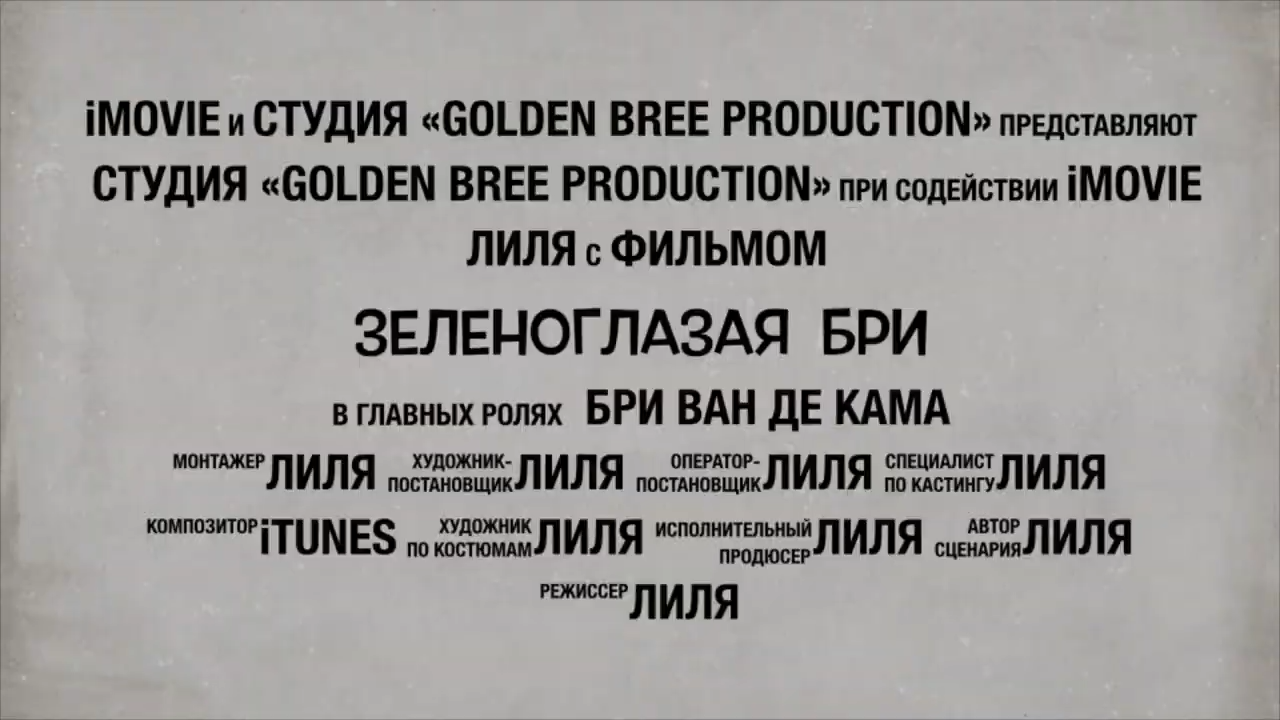 iMOVIE и СТУДИЯ «GOLDEN BREE PRODUCTION» ПРЕДСТАВЛЯЮТ
СТУДИЯ «GOLDEN BREE PRODUCTION» ПРИ СОДЕЙСТВИИ iMOVIE
ЛИЛЯ с ФИЛЬМОМ
ЗЕЛЕНОГЛАЗАЯ БРИ
В ГЛАВНЫХ РОЛЯХ БРИ ВАН ДЕ КАМА
МОНТАЖЕР ЛИЛЯ ХУДОЖНИК-ПОСТАНОВЩИК ЛИЛЯ ОПЕРАТОР-ПОСТАНОВЩИК ЛИЛЯ СПЕЦИАЛИСТ ПО КАСТИНГУ ЛИЛЯ
КОМПОЗИТОР iTUNES ХУДОЖНИК ПО КОСТЮМАМ ЛИЛЯ ИСПОЛНИТЕЛЬНЫЙ ПРОДЮСЕР ЛИЛЯ АВТОР СЦЕНАРИЯ ЛИЛЯ
РЕЖИССЕР ЛИЛЯ